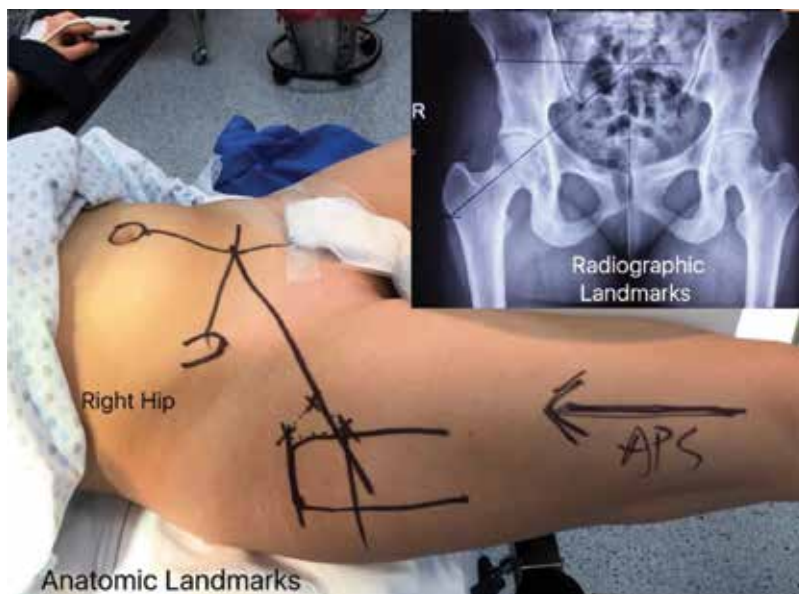 R
Radiographic
Landmarks
Right Hip
APS
Anatomic Landmarks